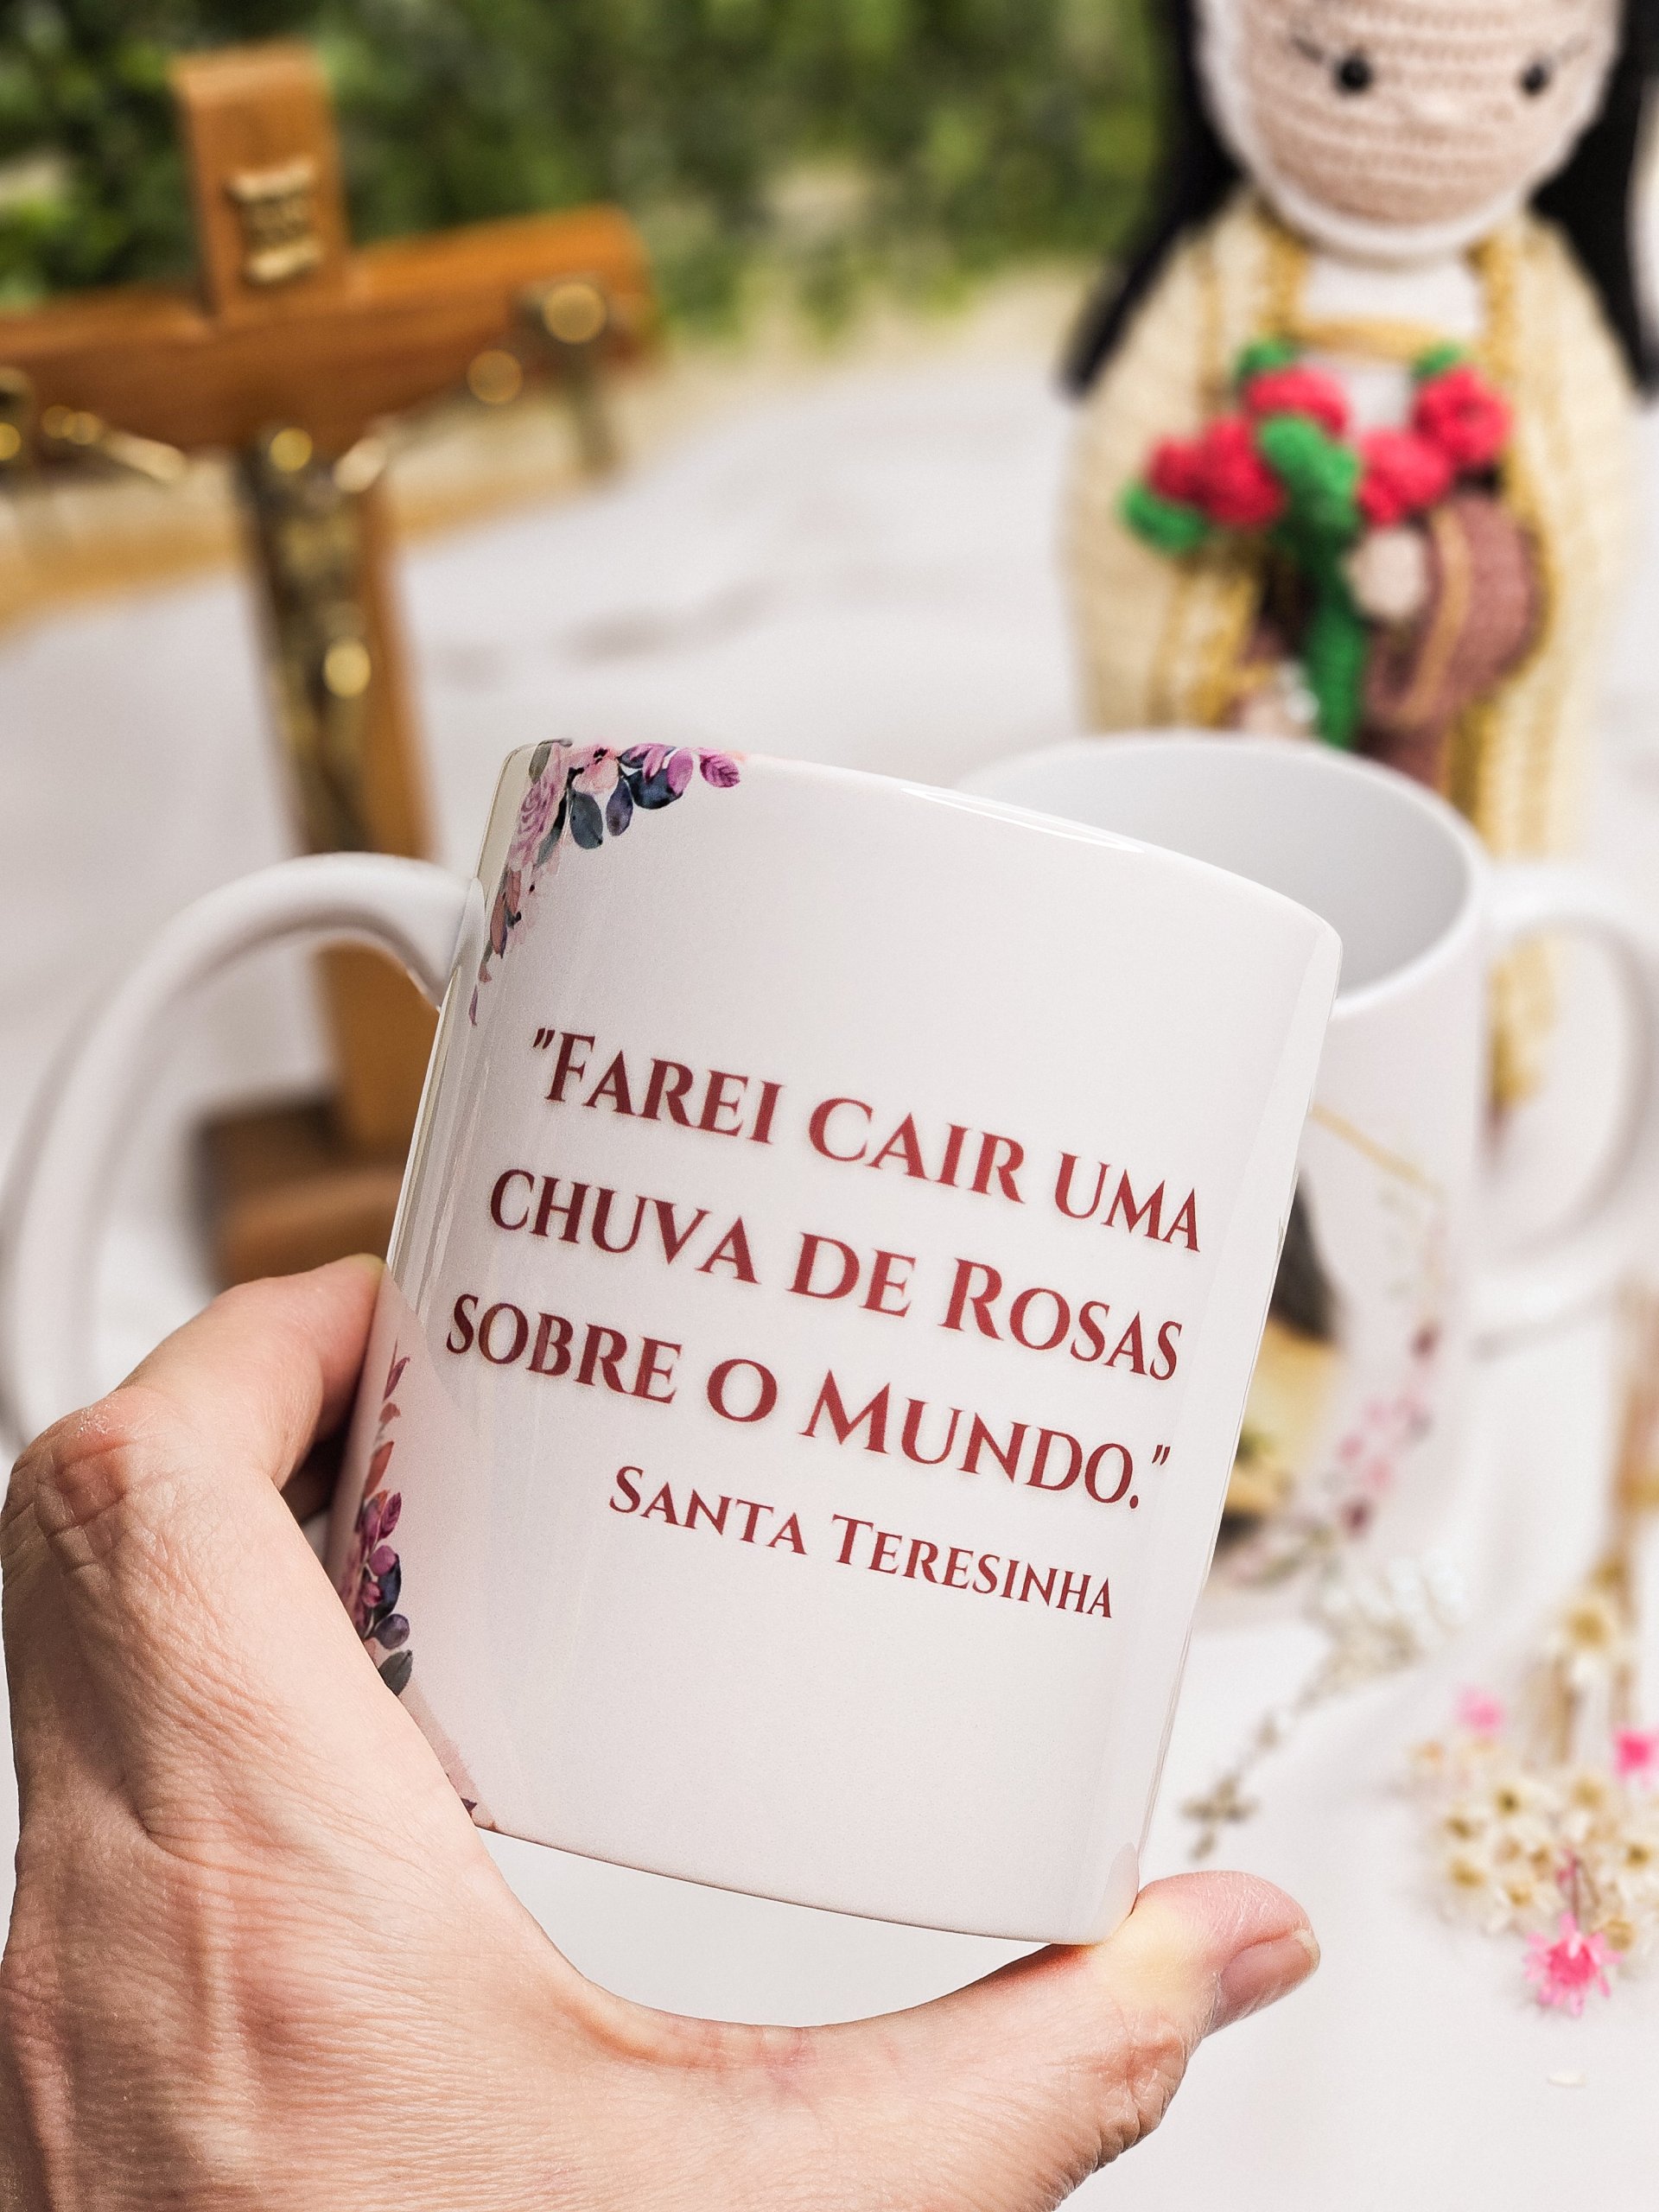 "Farei cair uma
chuva de Rosas
sobre o Mundo."
Santa Teresinha